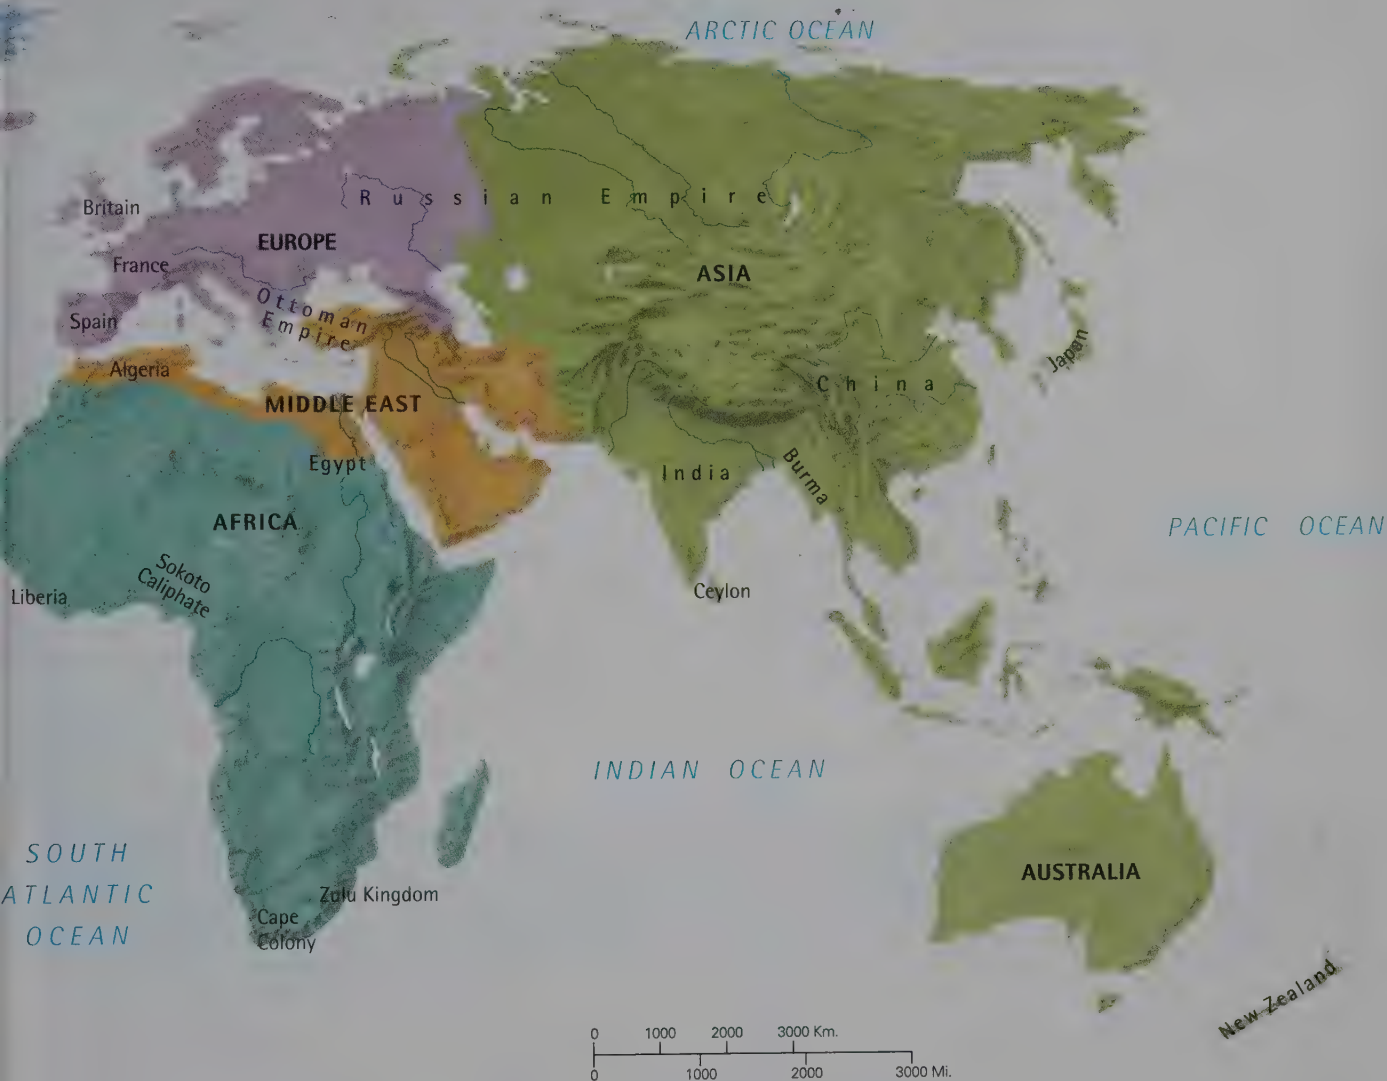 ARCTIC OCEAN
Britain
Russian Empire
EUROPE
France
ASIA
Ottoman
Empire
Spain
Japan
Algeria
China
MIDDLE EAST
Egypt
India
Burma
AFRICA
PACIFIC OCEAN
Sokoto
Caliphate
Liberia
Ceylon
INDIAN OCEAN
SOUTH
ATLANTIC
OCEAN
AUSTRALIA
Zulu Kingdom
Cape
Colony
New Zealand
0 1000 2000 3000 Km.
0 1000 2000 3000 Mi.